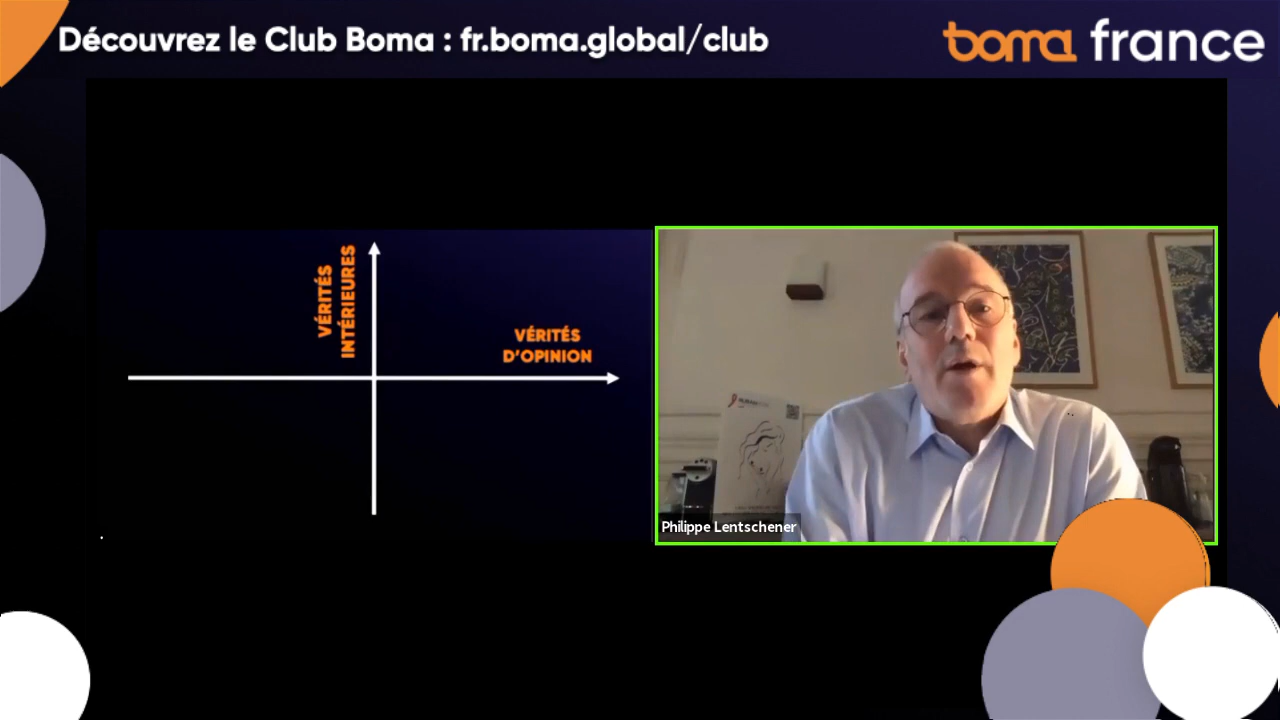 Découvrez le Club Boma : fr.boma.global/club
boma france
VÉRITÉS
INTÉRIEURES
VÉRITÉS
D'OPINION
Philippe Lentschener